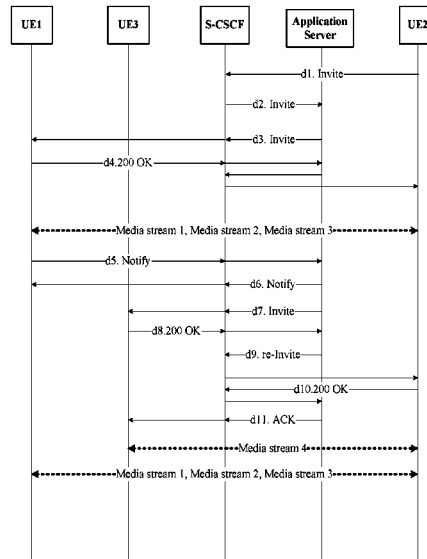 UE1
UE3
S-CSCF
Application
Server
UE2
d1. Invite
d2. Invite
d3. Invite
d4.200 OK
Media stream 1, Media stream 2, Media stream 3
d5. Notify
d6. Notify
d7. Invite
d8.200 OK
d9. re-Invite
d10.200 OK
d11. ACK
Media stream 4
Media stream 1, Media stream 2, Media stream 3